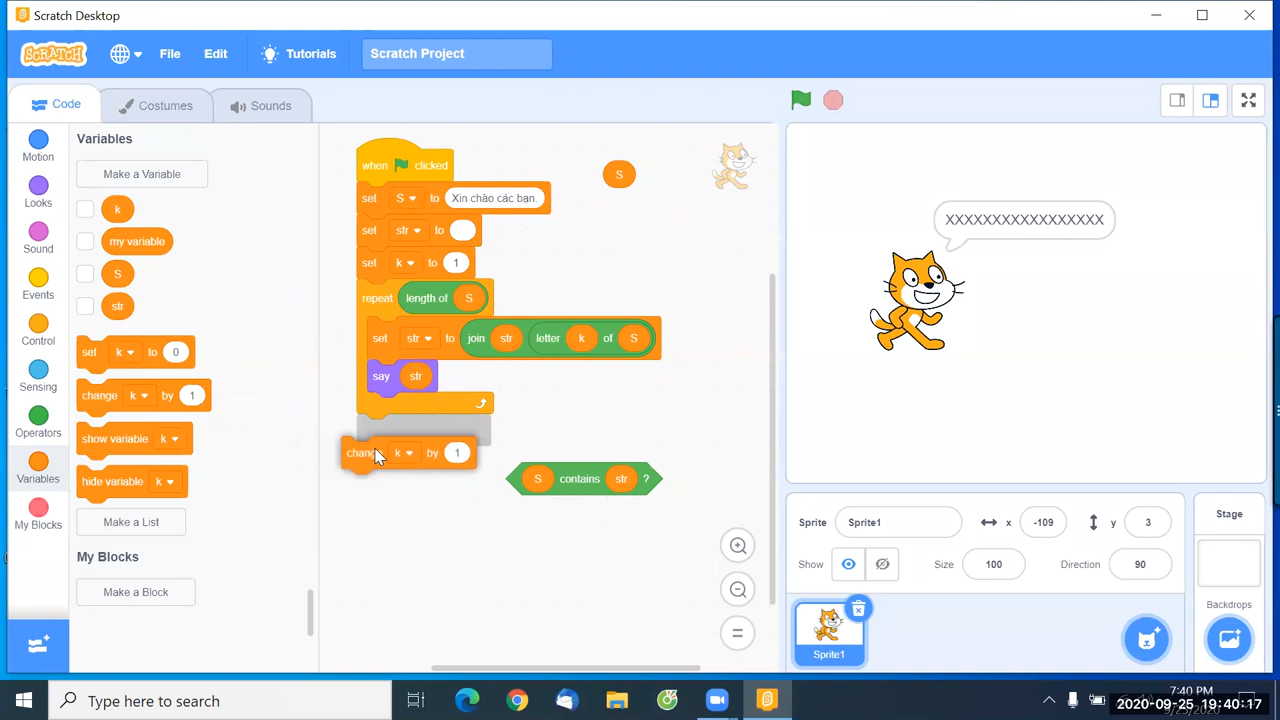 Scratch Desktop
SCRATCH
File
Edit
Tutorials
Scratch Project
Code
Costumes
Sounds
Motion
Looks
Sound
Events
Control
Sensing
Operators
Variables
My Blocks
Variables
Make a Variable
k
my variable
S
str
set k to 0
change k by 1
show variable k
hide variable k
Make a List
My Blocks
Make a Block
when clicked
set S to Xin chào các bạn.
set str to
set k to 1
repeat length of S
set str to join str letter k of S
say str
change k by 1
S
S contains str ?
XXXXXXXXXXXXXXXXX
Sprite
Sprite1
x
-109
y
3
Show
Size
100
Direction
90
Sprite1
Stage
Backdrops
Type here to search
7:40 PM
2020-09-25 19:40:17